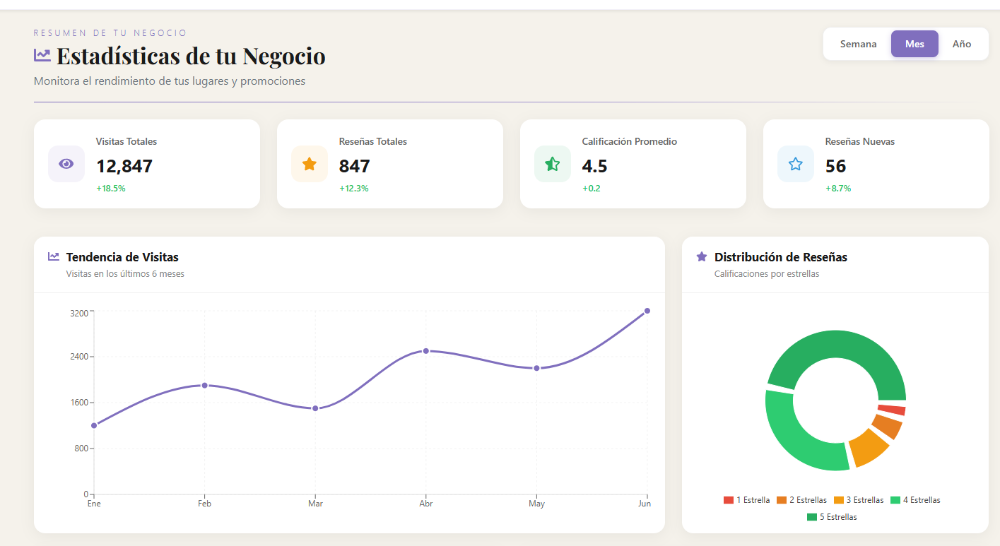 RESUMEN DE TU NEGOCIO
Estadísticas de tu Negocio
Monitora el rendimiento de tus lugares y promociones
Semana Mes Año
Visitas Totales
12,847
+18.5%
Reseñas Totales
847
+12.3%
Calificación Promedio
4.5
+0.2
Reseñas Nuevas
56
+8.7%
Tendencia de Visitas
Visitas en los últimos 6 meses
3200
2400
1600
800
0
Ene Feb Mar Abr May Jun
Distribución de Reseñas
Calificaciones por estrellas
1 Estrella 2 Estrellas 3 Estrellas 4 Estrellas
5 Estrellas